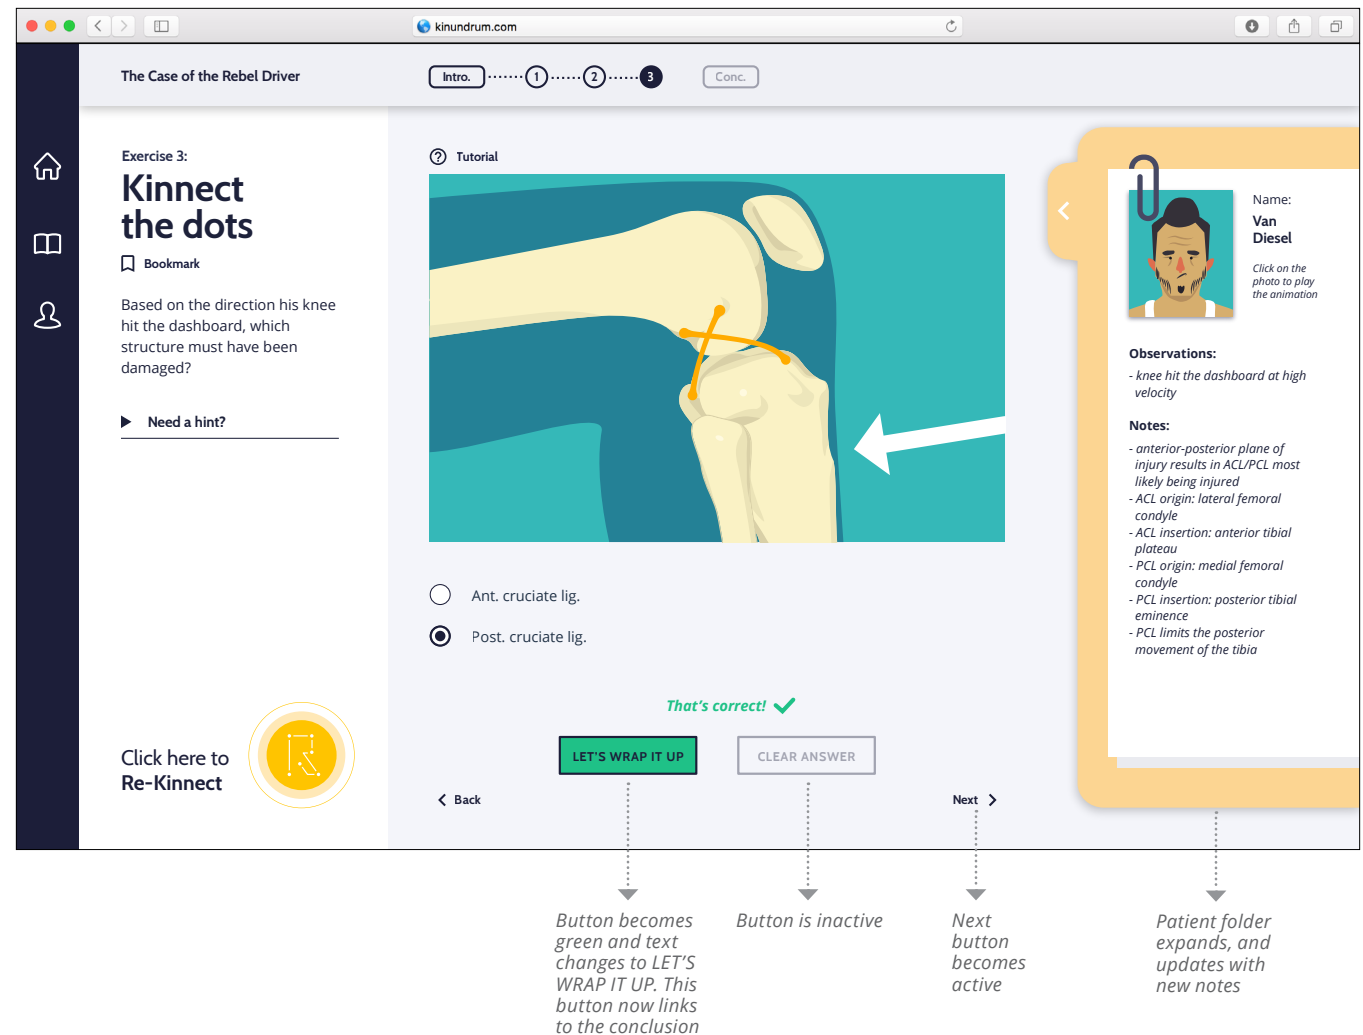 kinundrum.com
The Case of the Rebel Driver
Intro.
1
2
3
Conc.
Exercise 3:
Kinnect
the dots
Bookmark
Based on the direction his knee
hit the dashboard, which
structure must have been
damaged?
Need a hint?
Click here to
Re-Kinnect
R
? Tutorial
Ant. cruciate lig.
Post. cruciate lig.
That's correct!
LET'S WRAP IT UP
CLEAR ANSWER
Back
Next
Name:
Van
Diesel
Click on the
photo to play
the animation
Observations:
- knee hit the dashboard at high
velocity
Notes:
- anterior-posterior plane of
injury results in ACL/PCL most
likely being injured
- ACL origin: lateral femoral
condyle
- ACL insertion: anterior tibial
plateau
- PCL origin: medial femoral
condyle
- PCL insertion: posterior tibial
eminence
- PCL limits the posterior
movement of the tibia
Button becomes
green and text
changes to LET'S
WRAP IT UP. This
button now links
to the conclusion
Button is inactive
Next
button
becomes
active
Patient folder
expands, and
updates with
new notes